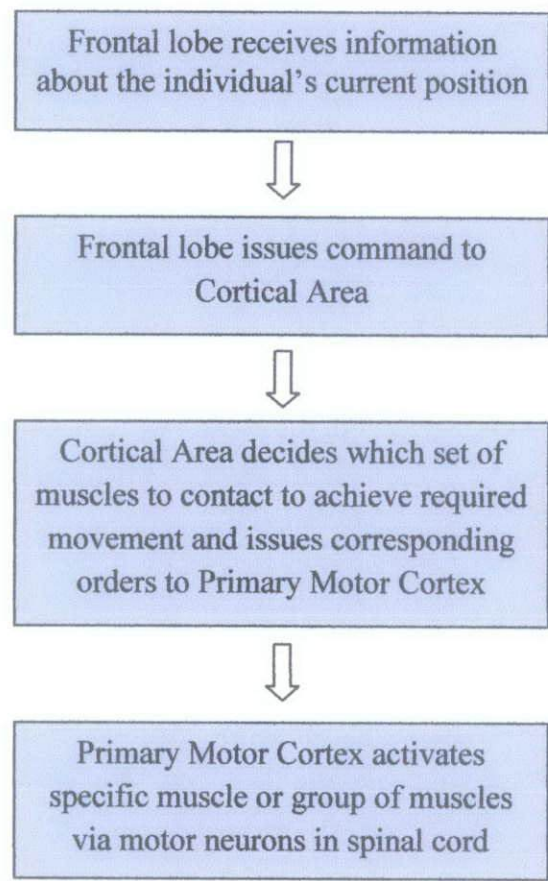 Frontal lobe receives information
about the individual's current position
Frontal lobe issues command to
Cortical Area
Cortical Area decides which set of
muscles to contact to achieve required
movement and issues corresponding
orders to Primary Motor Cortex
Primary Motor Cortex activates
specific muscle or group of muscles
via motor neurons in spinal cord